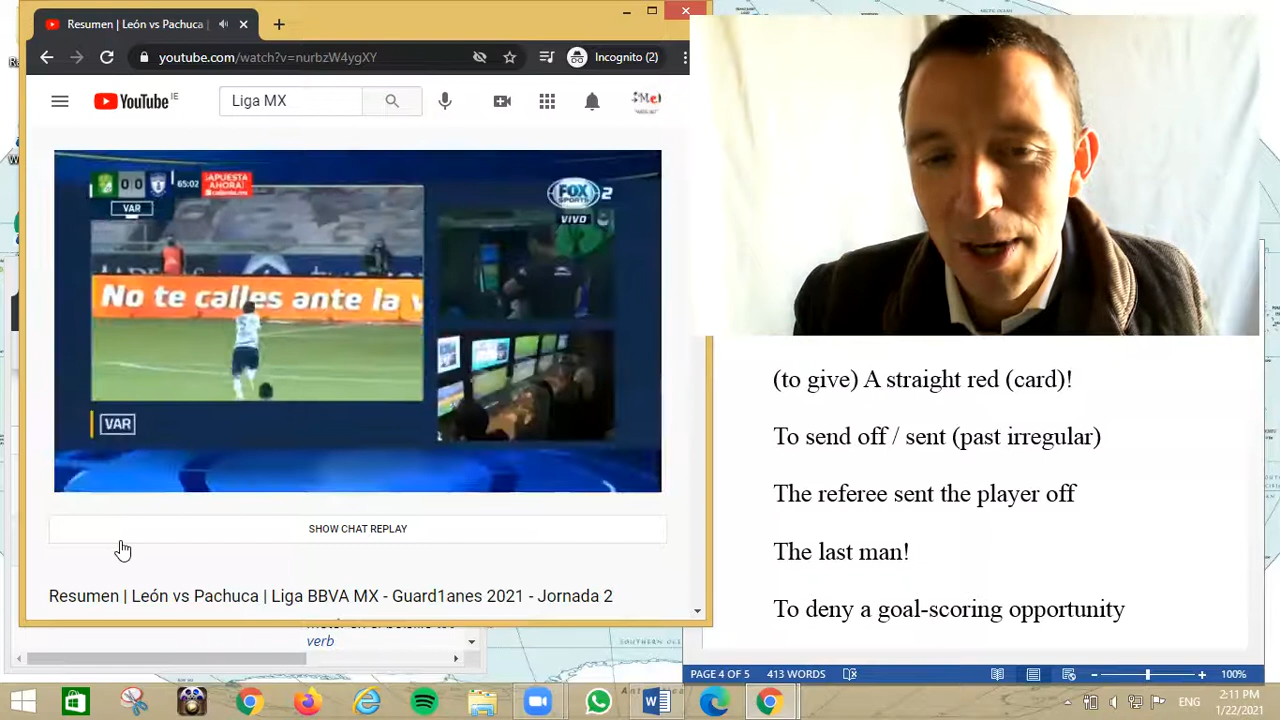 Resumen | León vs Pachuca |
youtube.com/watch?v=nurbzW4ygXY
Incognito (2)
YouTube IE
Liga MX
0 0
65:02
¡APUESTA
AHORA!
VAR
FOX
SPORTS 2
VIVO
No te calles ante la v
VAR
SHOW CHAT REPLAY
Resumen | León vs Pachuca | Liga BBVA MX - Guard1anes 2021 - Jornada 2
verb
(to give) A straight red (card)!
To send off / sent (past irregular)
The referee sent the player off
The last man!
To deny a goal-scoring opportunity
PAGE 4 OF 5
413 WORDS
100%
ENG
2:11 PM
1/22/2021